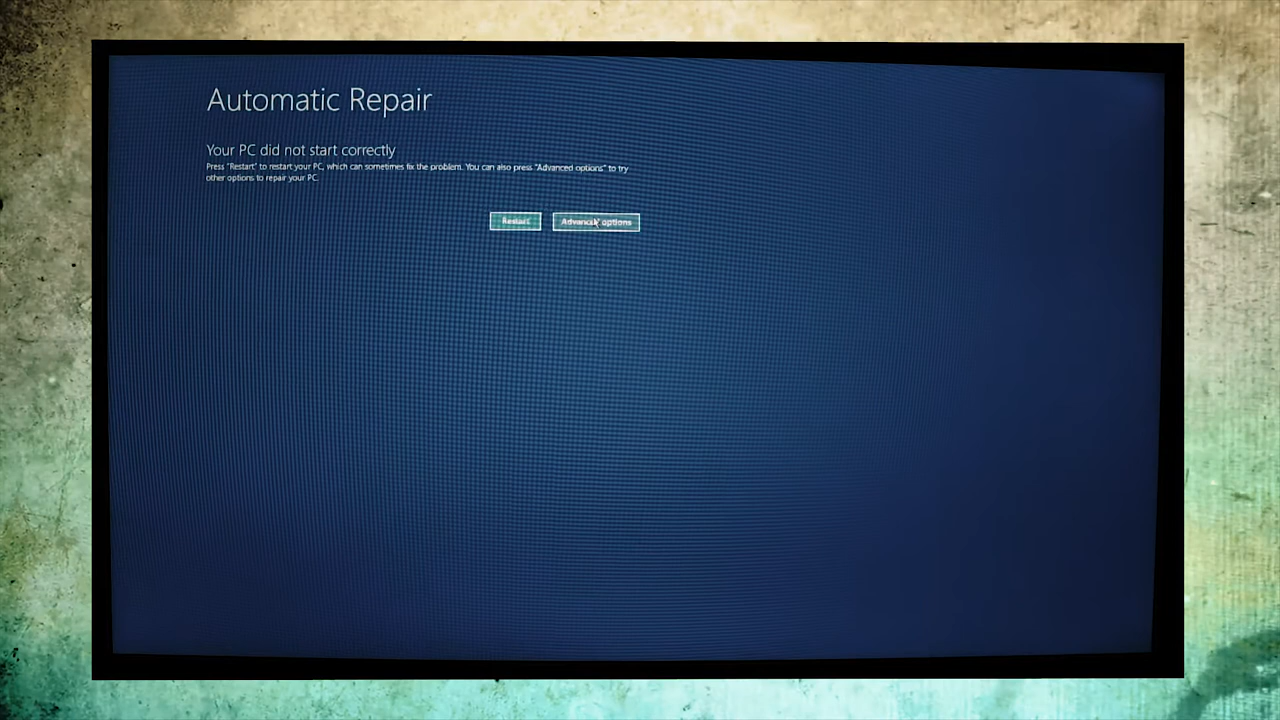 Automatic Repair
Your PC did not start correctly
Press "Restart" to restart your PC, which can sometimes fix the problem. You can also press "Advanced options" to try
other options to repair your PC.
Restart
Advanced options